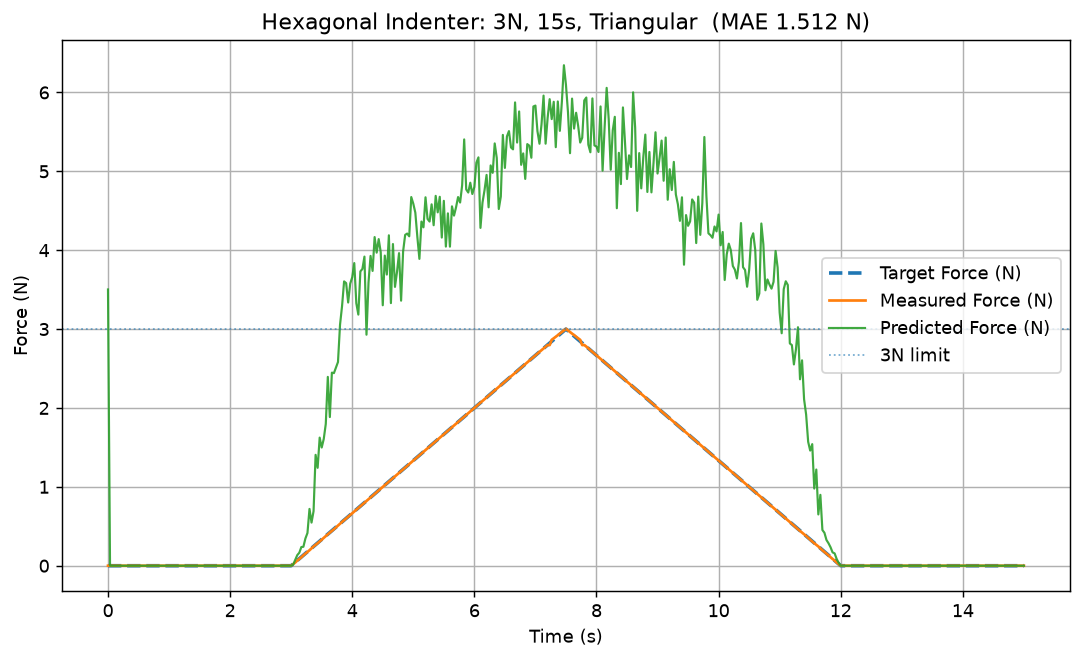 Hexagonal Indenter: 3N, 15s, Triangular (MAE 1.512 N)
Force (N)
6
5
4
3
2
1
0
Target Force (N)
Measured Force (N)
Predicted Force (N)
3N limit
0 2 4 6 8 10 12 14
Time (s)